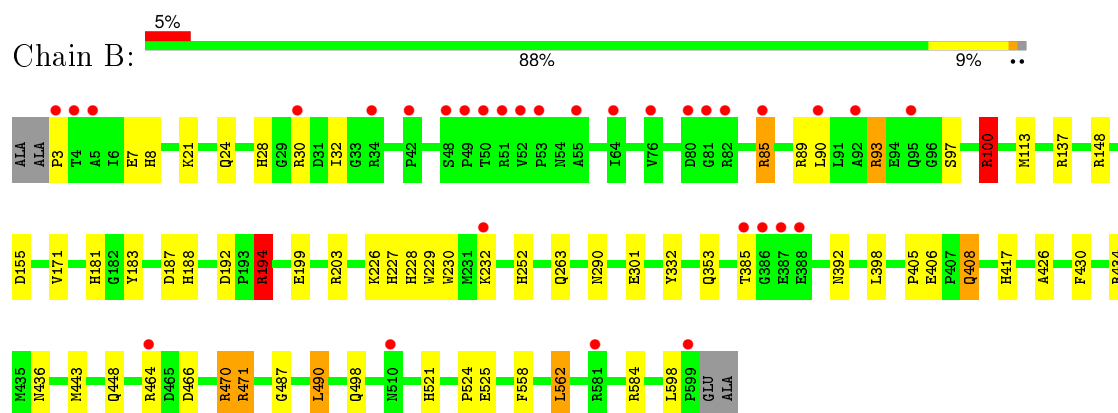 5%
Chain B:
88% 9% ••
ALA ALA P3 T4 A5 I6 E7 H8 K21 Q24 H28 G29 R30 D31 I32 G33 R34 P42 S48 P49 T50 R51 V52 P53 N54 A55 I64 V76 D80 G81 R82 R85 R89 L90 L91 A92 R93 E94 Q95 G96 S97 R100 M113 R137 R148
D155 V171 H181 G182 Y183 D187 H188 D192 P193 R194 E199 R203 K226 H227 H228 W229 W230 M231 K232 H252 Q263 N290 E301 Y332 Q353 T385 G386 E387 E388 N392 L398 P405 E406 P407 Q408 H417 A426 F430 R434
M435 N436 M443 Q448 R464 D465 D466 R470 R471 G487 L490 Q498 N510 H521 P524 E525 F558 L562 R581 R584 L598 P599 GLU ALA